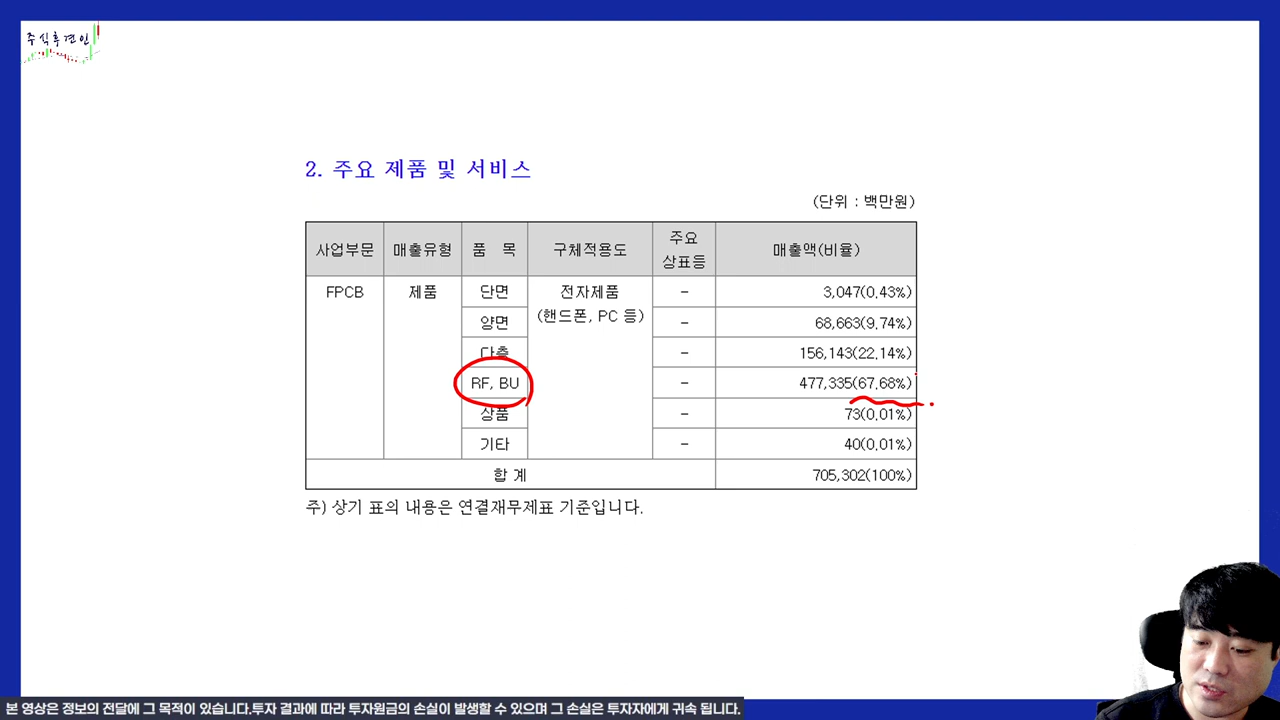 주식후견인
2. 주요 제품 및 서비스
(단위 : 백만원)
사업부문 매출유형 품 목 구체적용도 주요 상표등 매출액(비율)
FPCB 제품 단면 전자제품 - 3,047(0.43%)
(핸드폰, PC 등)
양면 - 68,663(9.74%)
다층 - 156,143(22.14%)
RF, BU - 477,335(67.68%)
상품 - 73(0.01%)
기타 - 40(0.01%)
합 계 705,302(100%)
주) 상기 표의 내용은 연결재무제표 기준입니다.
본 영상은 정보의 전달에 그 목적이 있습니다.투자 결과에 따라 투자원금의 손실이 발생할 수 있으며 그 손실은 투자자에게 귀속 됩니다.